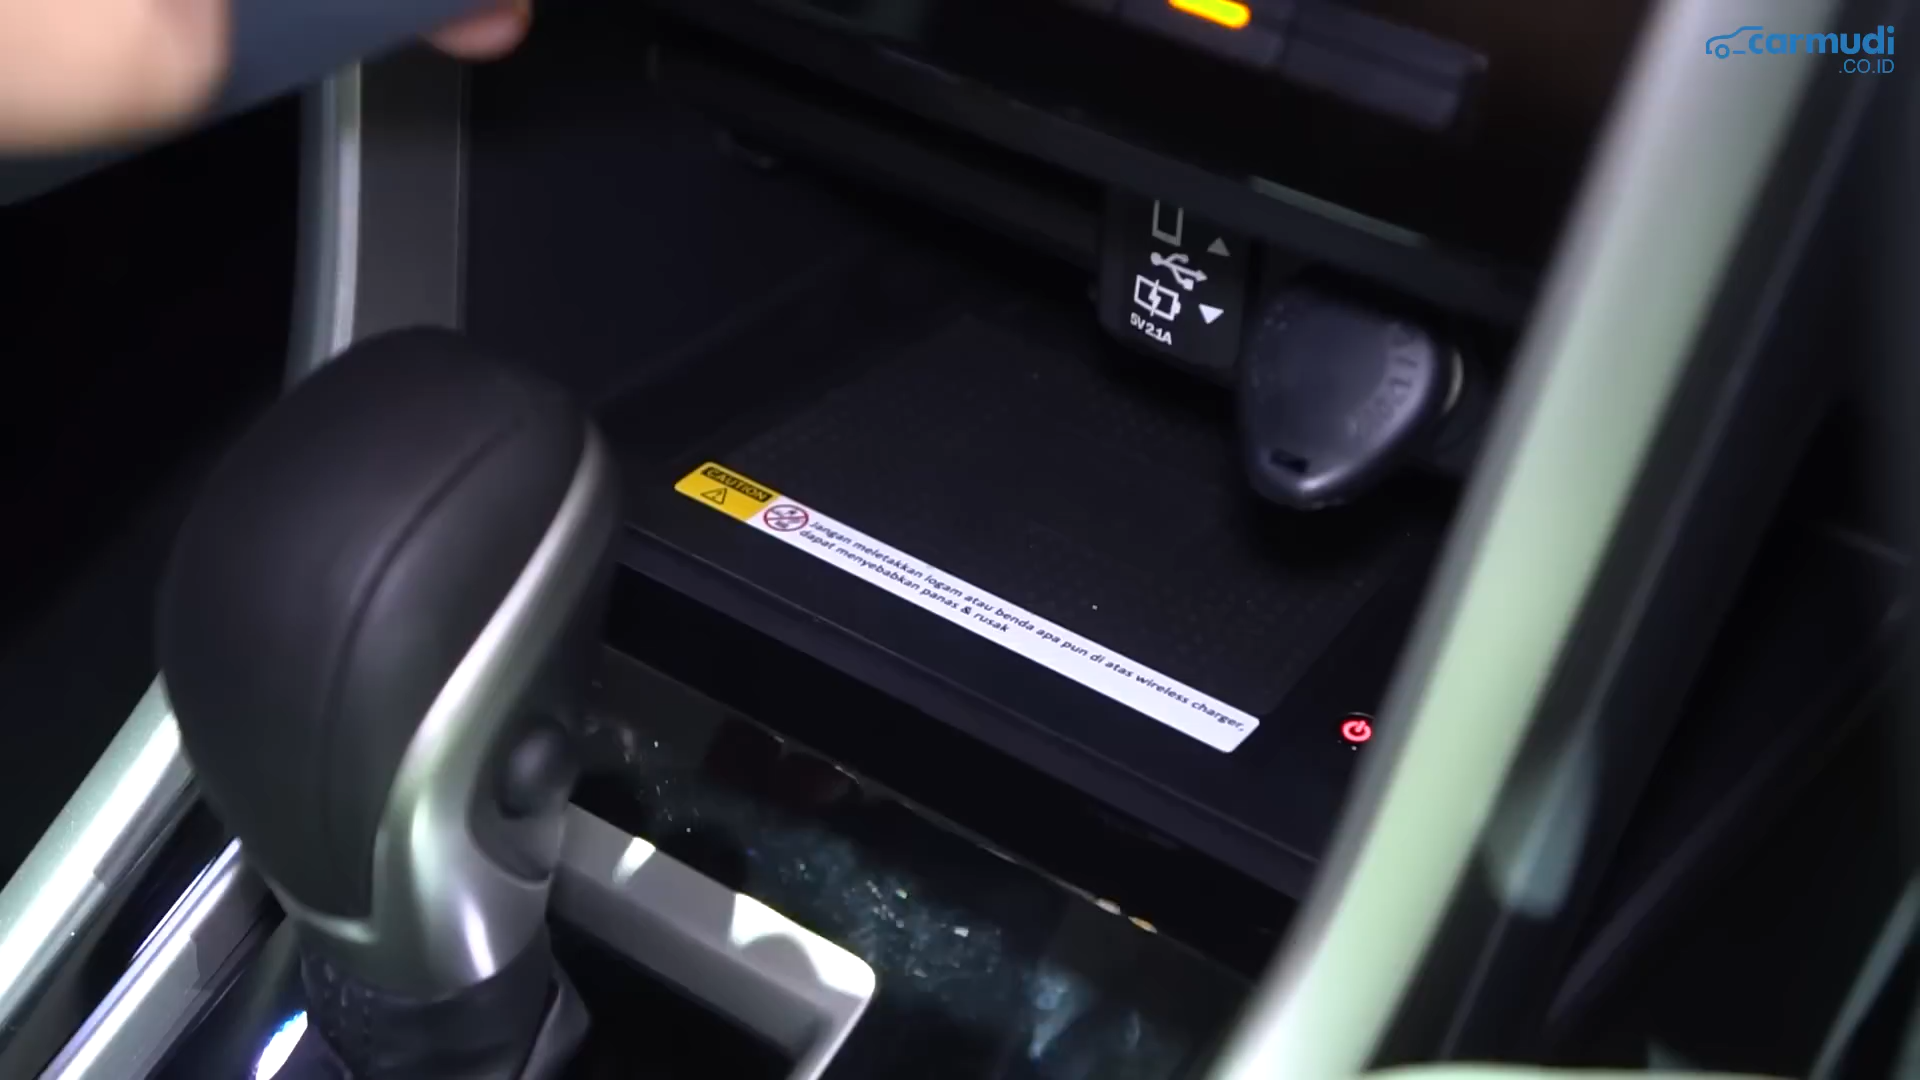 carmudi
.CO.ID
5V 2.1A
CAUTION
Jangan meletakkan logam atau benda apa pun di atas wireless charger,
dapat menyebabkan panas & rusak